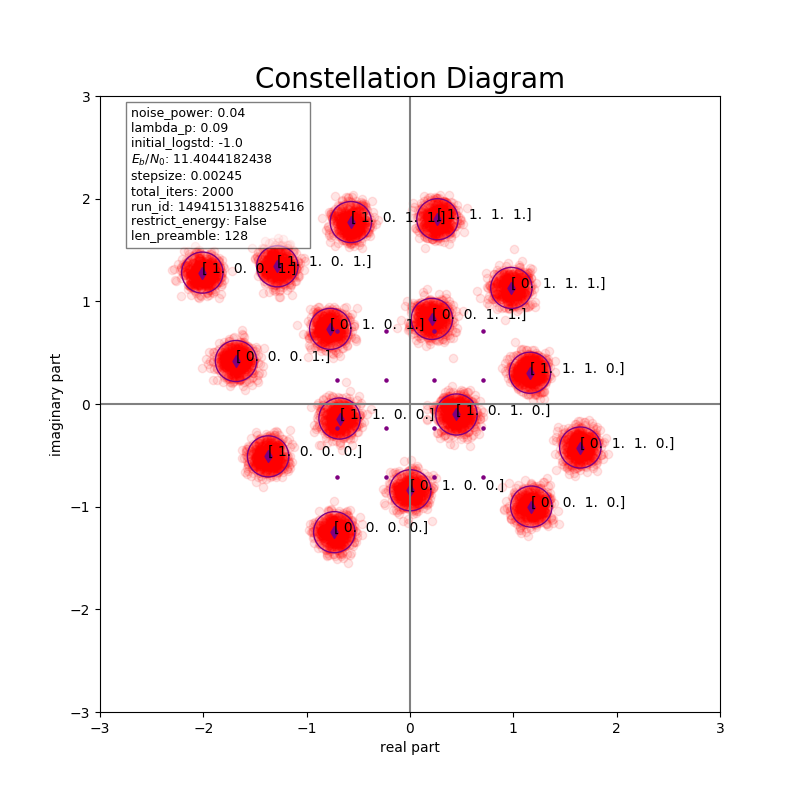 Constellation Diagram
noise_power: 0.04
lambda_p: 0.09
initial_logstd: -1.0
E_b/N_0: 11.4044182438
stepsize: 0.00245
total_iters: 2000
run_id: 1494151318825416
restrict_energy: False
len_preamble: 128
3
2
1
0
−1
−2
−3
imaginary part
[ 1. 0. 1. 1.]
[ 1. 1. 1. 1.]
[ 1. 0. 0. 1.]
[ 1. 1. 0. 1.]
[ 0. 1. 1. 1.]
[ 0. 1. 0. 1.]
[ 0. 0. 1. 1.]
[ 0. 0. 0. 1.]
[ 1. 1. 1. 0.]
[ 1. 1. 0. 0.]
[ 1. 0. 1. 0.]
[ 1. 0. 0. 0.]
[ 0. 1. 1. 0.]
[ 0. 1. 0. 0.]
[ 0. 0. 1. 0.]
[ 0. 0. 0. 0.]
−3 −2 −1 0 1 2 3
real part